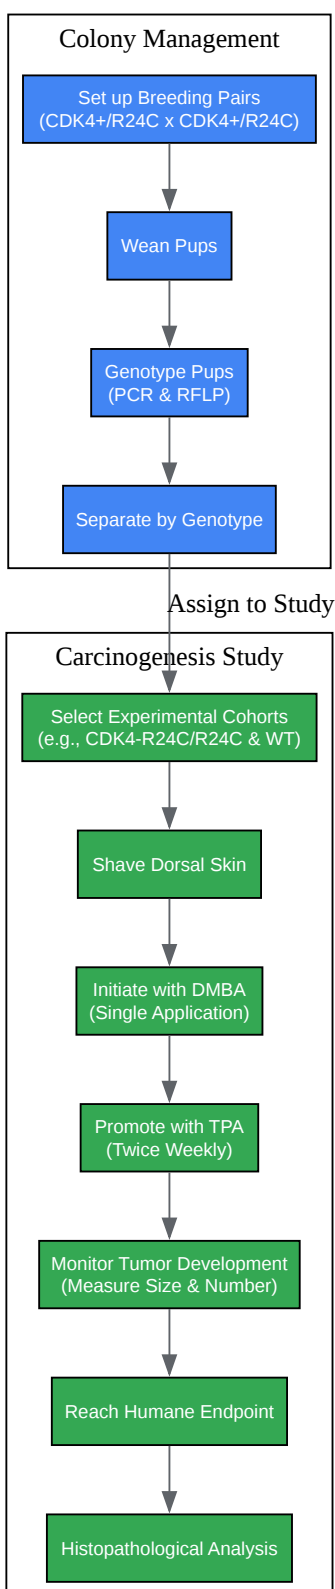 Colony Management
Set up Breeding Pairs
(CDK4+/R24C x CDK4+/R24C)
Wean Pups
Genotype Pups
(PCR & RFLP)
Separate by Genotype
Assign to Study
Carcinogenesis Study
Select Experimental Cohorts
(e.g., CDK4-R24C/R24C & WT)
Shave Dorsal Skin
Initiate with DMBA
(Single Application)
Promote with TPA
(Twice Weekly)
Monitor Tumor Development
(Measure Size & Number)
Reach Humane Endpoint
Histopathological Analysis